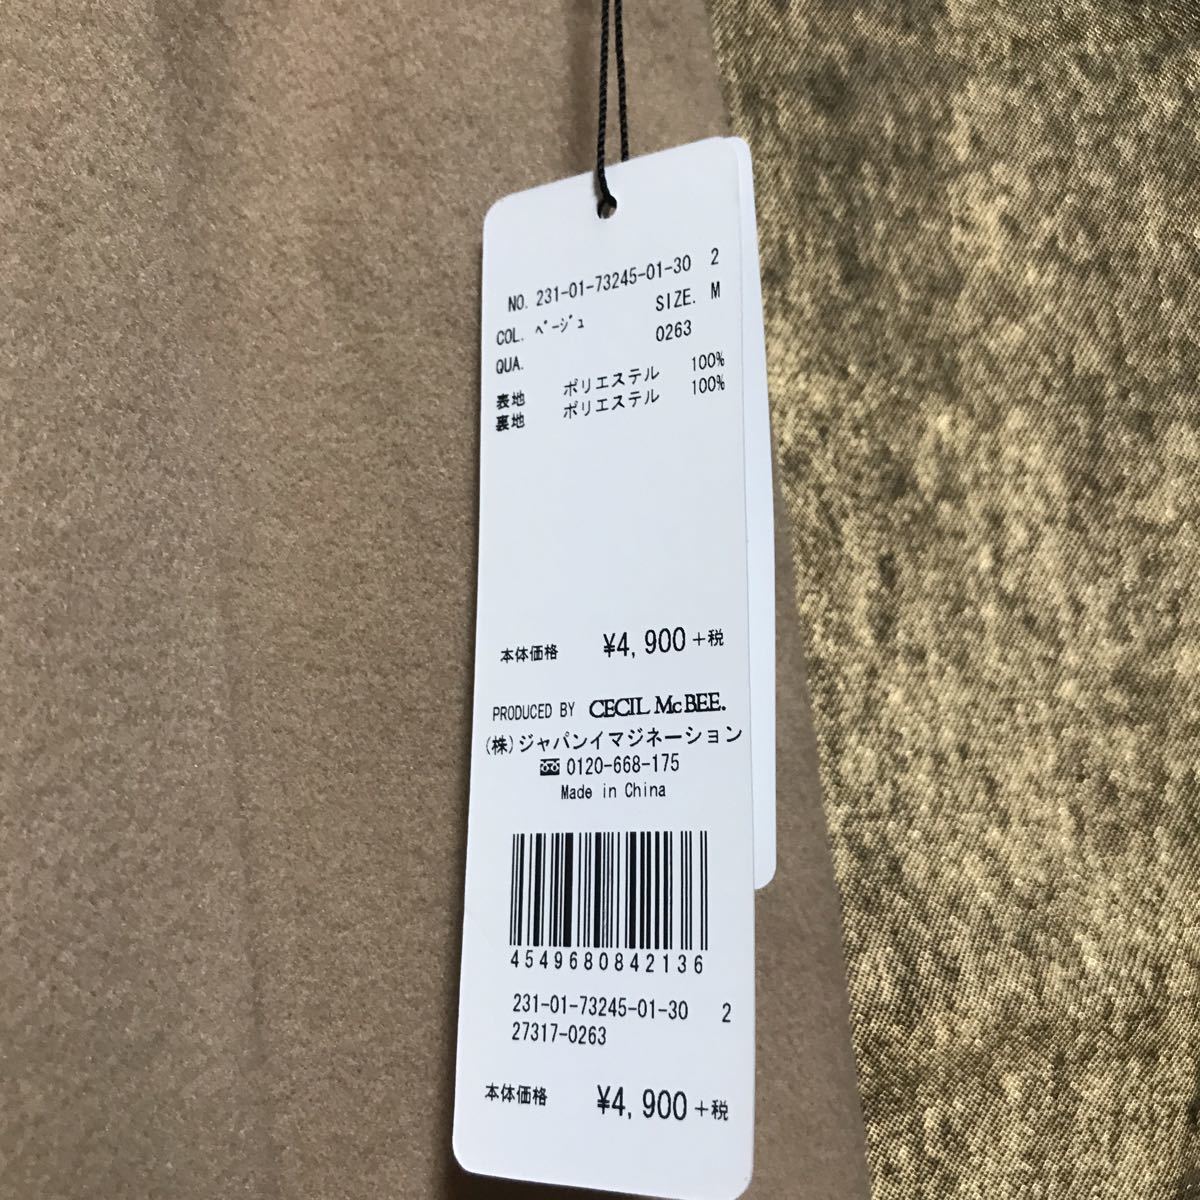 NO. 231-01-73245-01-30 2
COL. ﾍﾞｰｼﾞｭ SIZE. M
QUA. 0263
表地 ポリエステル 100%
裏地 ポリエステル 100%
本体価格 ¥4,900+税
PRODUCED BY CECIL McBEE.
(株)ジャパンイマジネーション
0120-668-175
Made in China
4549680842136
231-01-73245-01-30 2
27317-0263
本体価格 ¥4,900+税